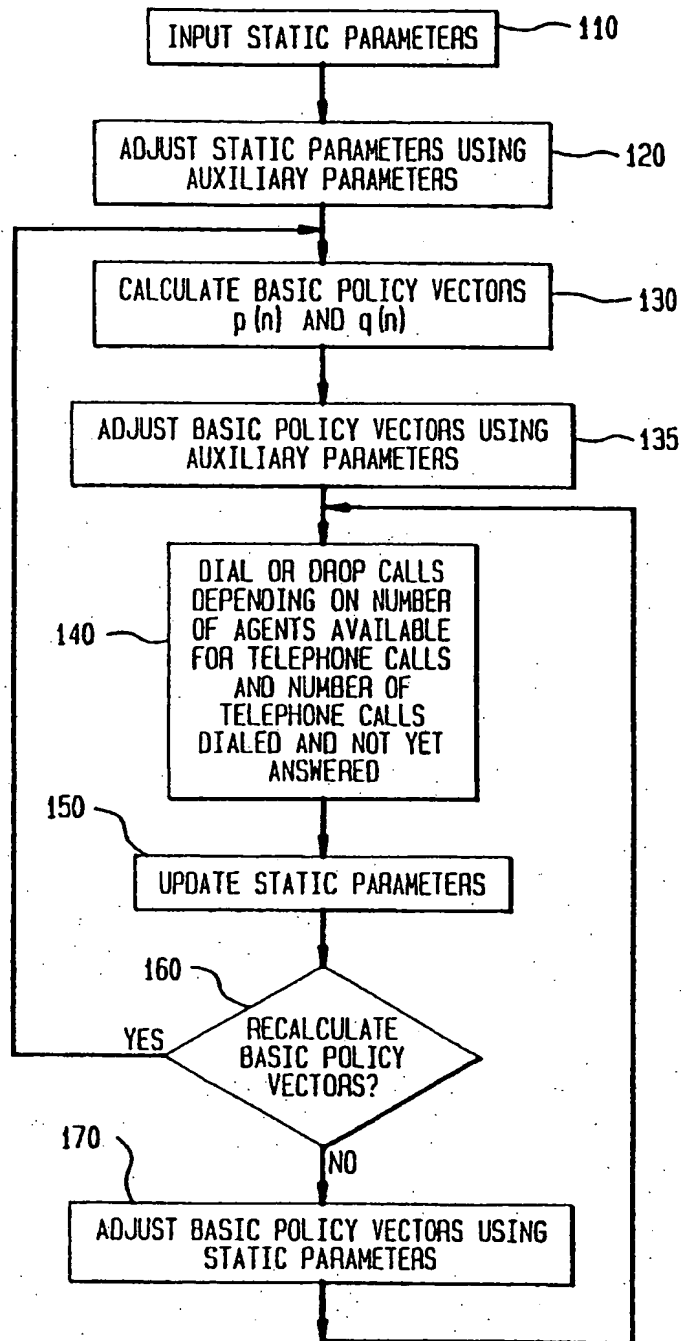 INPUT STATIC PARAMETERS
110
ADJUST STATIC PARAMETERS USING
AUXILIARY PARAMETERS
120
CALCULATE BASIC POLICY VECTORS
p(n) AND q(n)
130
ADJUST BASIC POLICY VECTORS USING
AUXILIARY PARAMETERS
135
140
DIAL OR DROP CALLS
DEPENDING ON NUMBER
OF AGENTS AVAILABLE
FOR TELEPHONE CALLS
AND NUMBER OF
TELEPHONE CALLS
DIALED AND NOT YET
ANSWERED
150
UPDATE STATIC PARAMETERS
160
YES
RECALCULATE
BASIC POLICY
VECTORS?
NO
170
ADJUST BASIC POLICY VECTORS USING
STATIC PARAMETERS